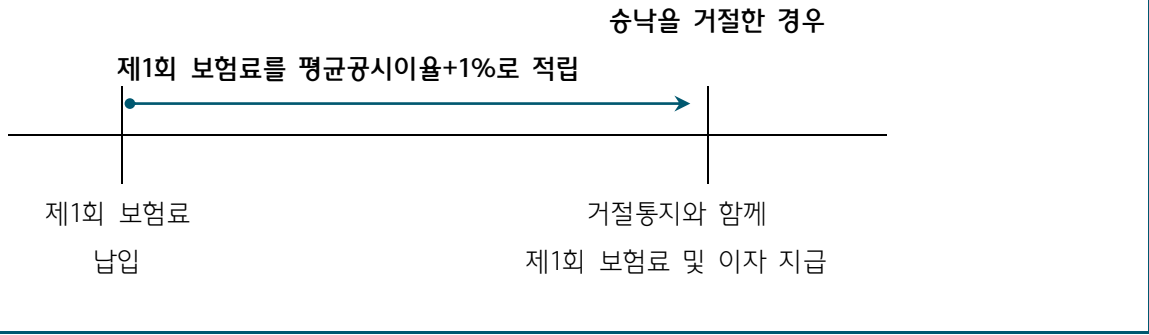 승낙을 거절한 경우
제1회 보험료를 평균공시이율+1%로 적립
제1회 보험료
납입
거절통지와 함께
제1회 보험료 및 이자 지급